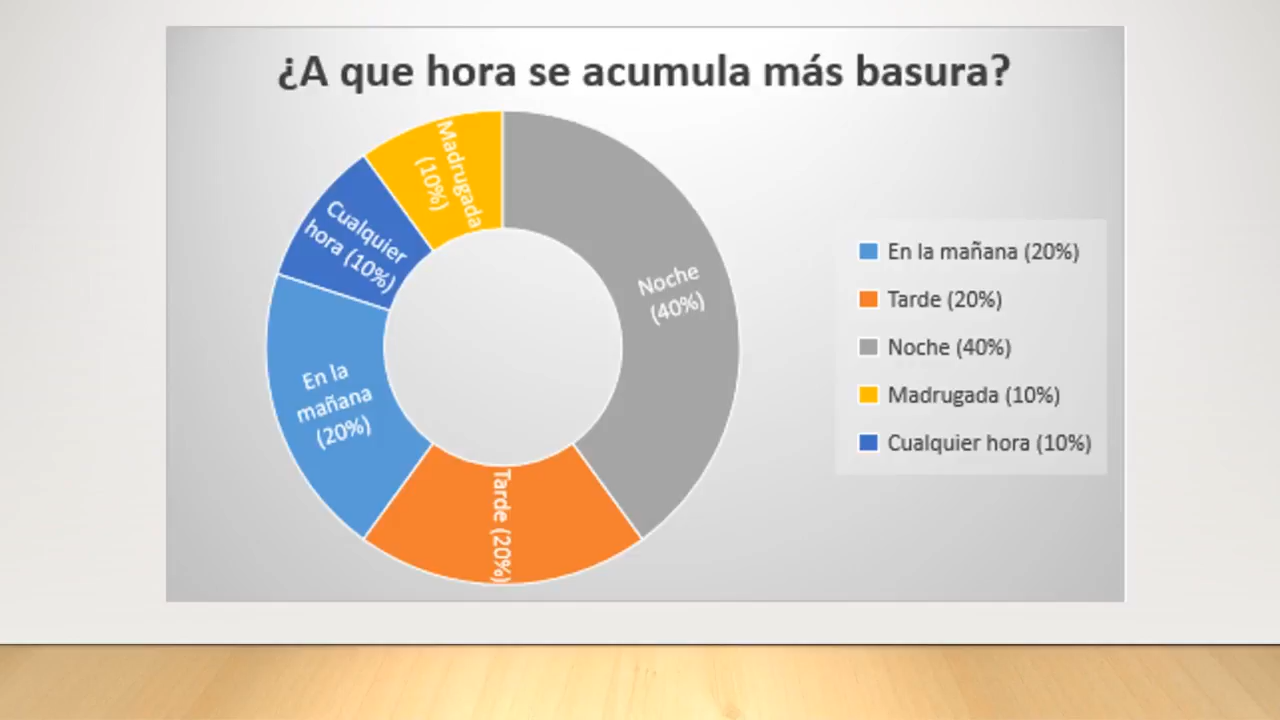 ¿A que hora se acumula más basura?
Madrugada
(10%)
Cualquier
hora (10%)
Noche
(40%)
En la
mañana
(20%)
Tarde (20%)
En la mañana (20%)
Tarde (20%)
Noche (40%)
Madrugada (10%)
Cualquier hora (10%)